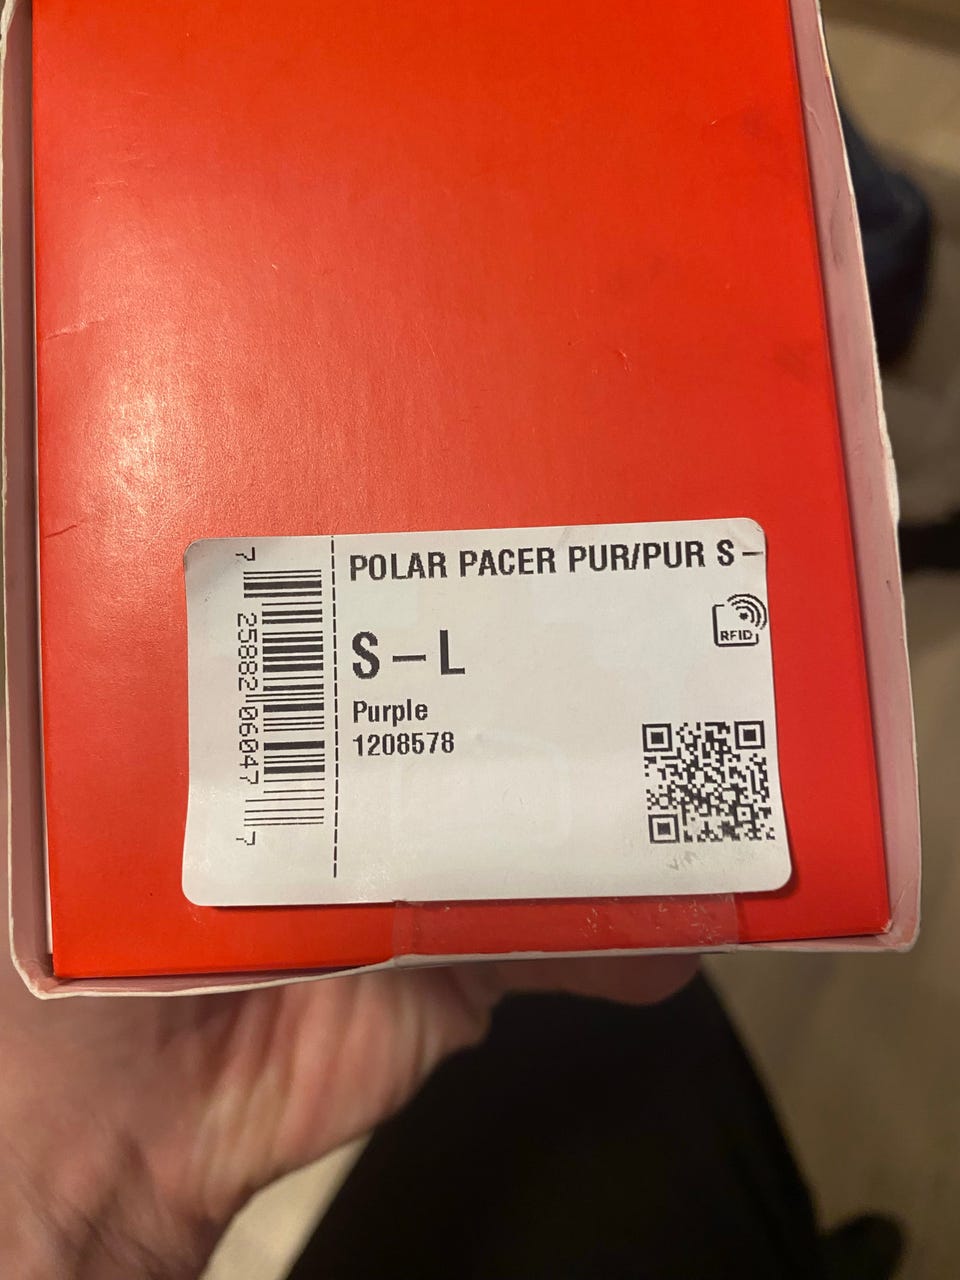 POLAR PACER PUR/PUR S –
S – L
Purple
1208578
RFID
7 25882 06047 7